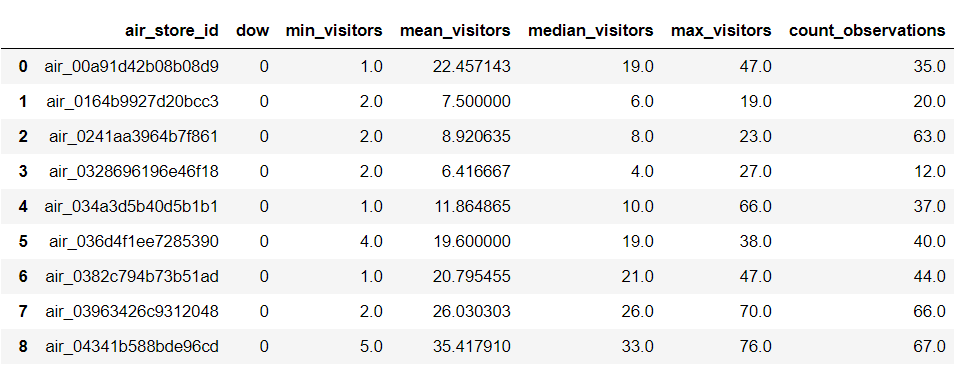 air_store_id dow min_visitors mean_visitors median_visitors max_visitors count_observations
0 air_00a91d42b08b08d9 0 1.0 22.457143 19.0 47.0 35.0
1 air_0164b9927d20bcc3 0 2.0 7.500000 6.0 19.0 20.0
2 air_0241aa3964b7f861 0 2.0 8.920635 8.0 23.0 63.0
3 air_0328696196e46f18 0 2.0 6.416667 4.0 27.0 12.0
4 air_034a3d5b40d5b1b1 0 1.0 11.864865 10.0 66.0 37.0
5 air_036d4f1ee7285390 0 4.0 19.600000 19.0 38.0 40.0
6 air_0382c794b73b51ad 0 1.0 20.795455 21.0 47.0 44.0
7 air_03963426c9312048 0 2.0 26.030303 26.0 70.0 66.0
8 air_04341b588bde96cd 0 5.0 35.417910 33.0 76.0 67.0